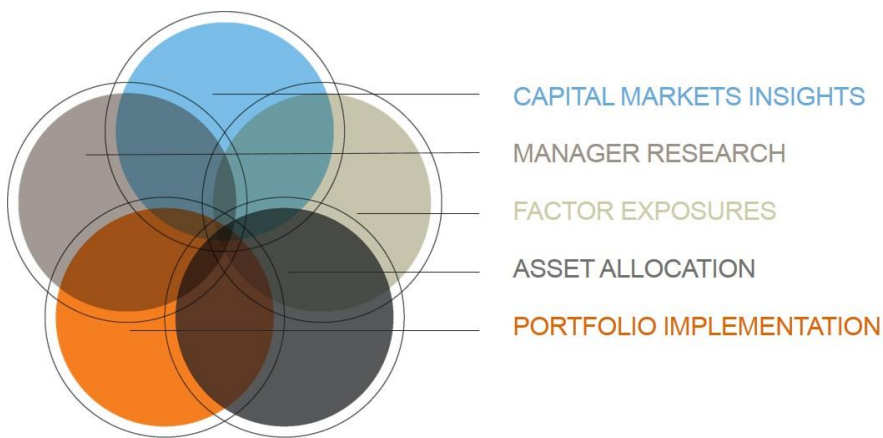 CAPITAL MARKETS INSIGHTS
MANAGER RESEARCH
FACTOR EXPOSURES
ASSET ALLOCATION
PORTFOLIO IMPLEMENTATION